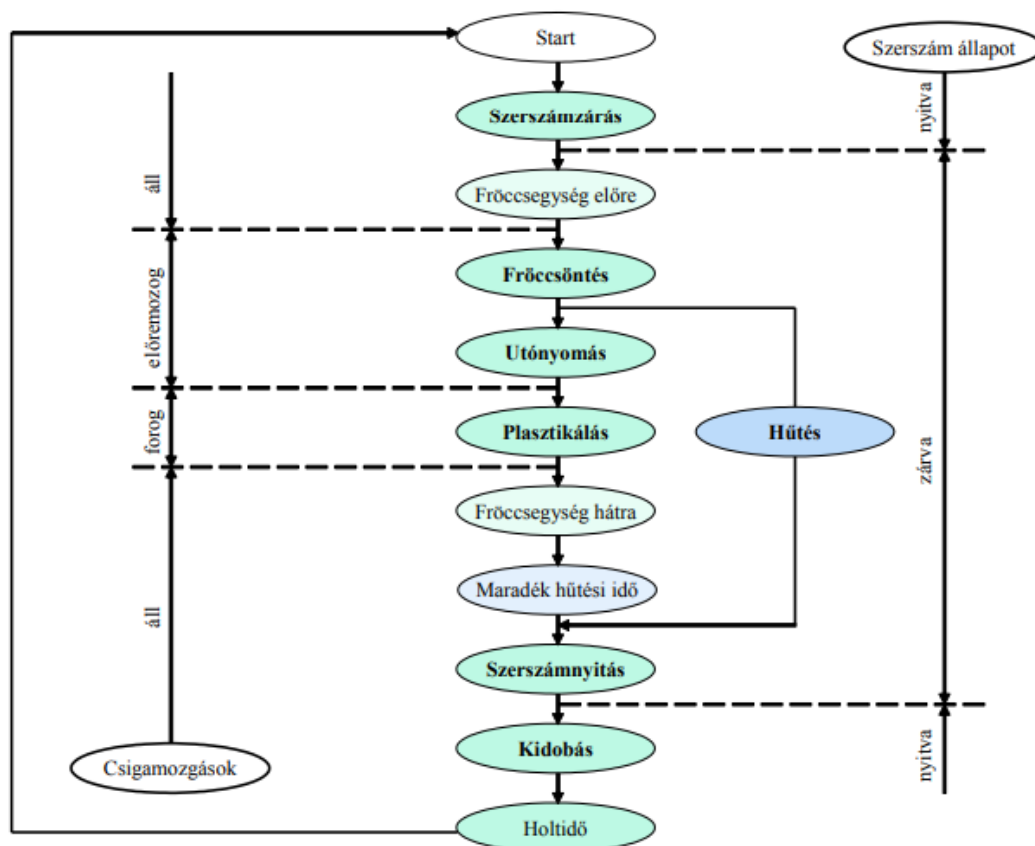 Start
Szerszám állapot
nyitva
Szerszámzárás
áll
Fröccsegység előre
Fröccsöntés
előremozog
Utónyomás
forog
Plasztikálás
Hűtés
zárva
Fröccsegység hátra
Maradék hűtési idő
áll
Szerszámnyitás
Kidobás
nyitva
Csigamozgások
Holtidő